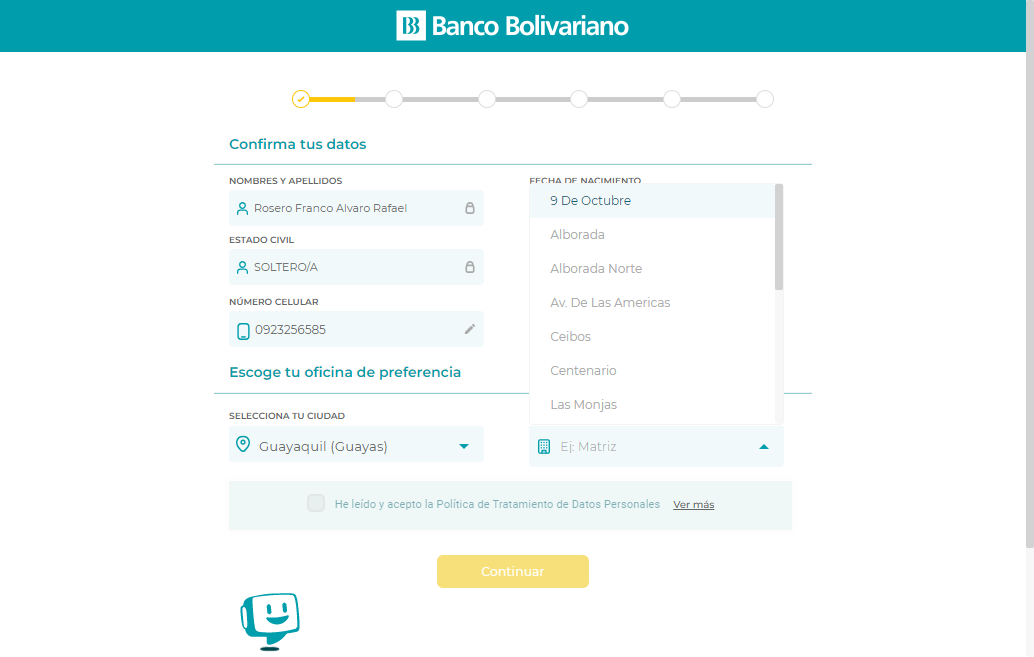 Banco Bolivariano
Confirma tus datos
NOMBRES Y APELLIDOS
Rosero Franco Alvaro Rafael
ESTADO CIVIL
SOLTERO/A
NÚMERO CELULAR
0923256585
FECHA DE NACIMIENTO
9 De Octubre
Alborada
Alborada Norte
Av. De Las Americas
Ceibos
Centenario
Las Monjas
Escoge tu oficina de preferencia
SELECCIONA TU CIUDAD
Guayaquil (Guayas)
Ej: Matriz
He leído y acepto la Política de Tratamiento de Datos Personales Ver más
Continuar